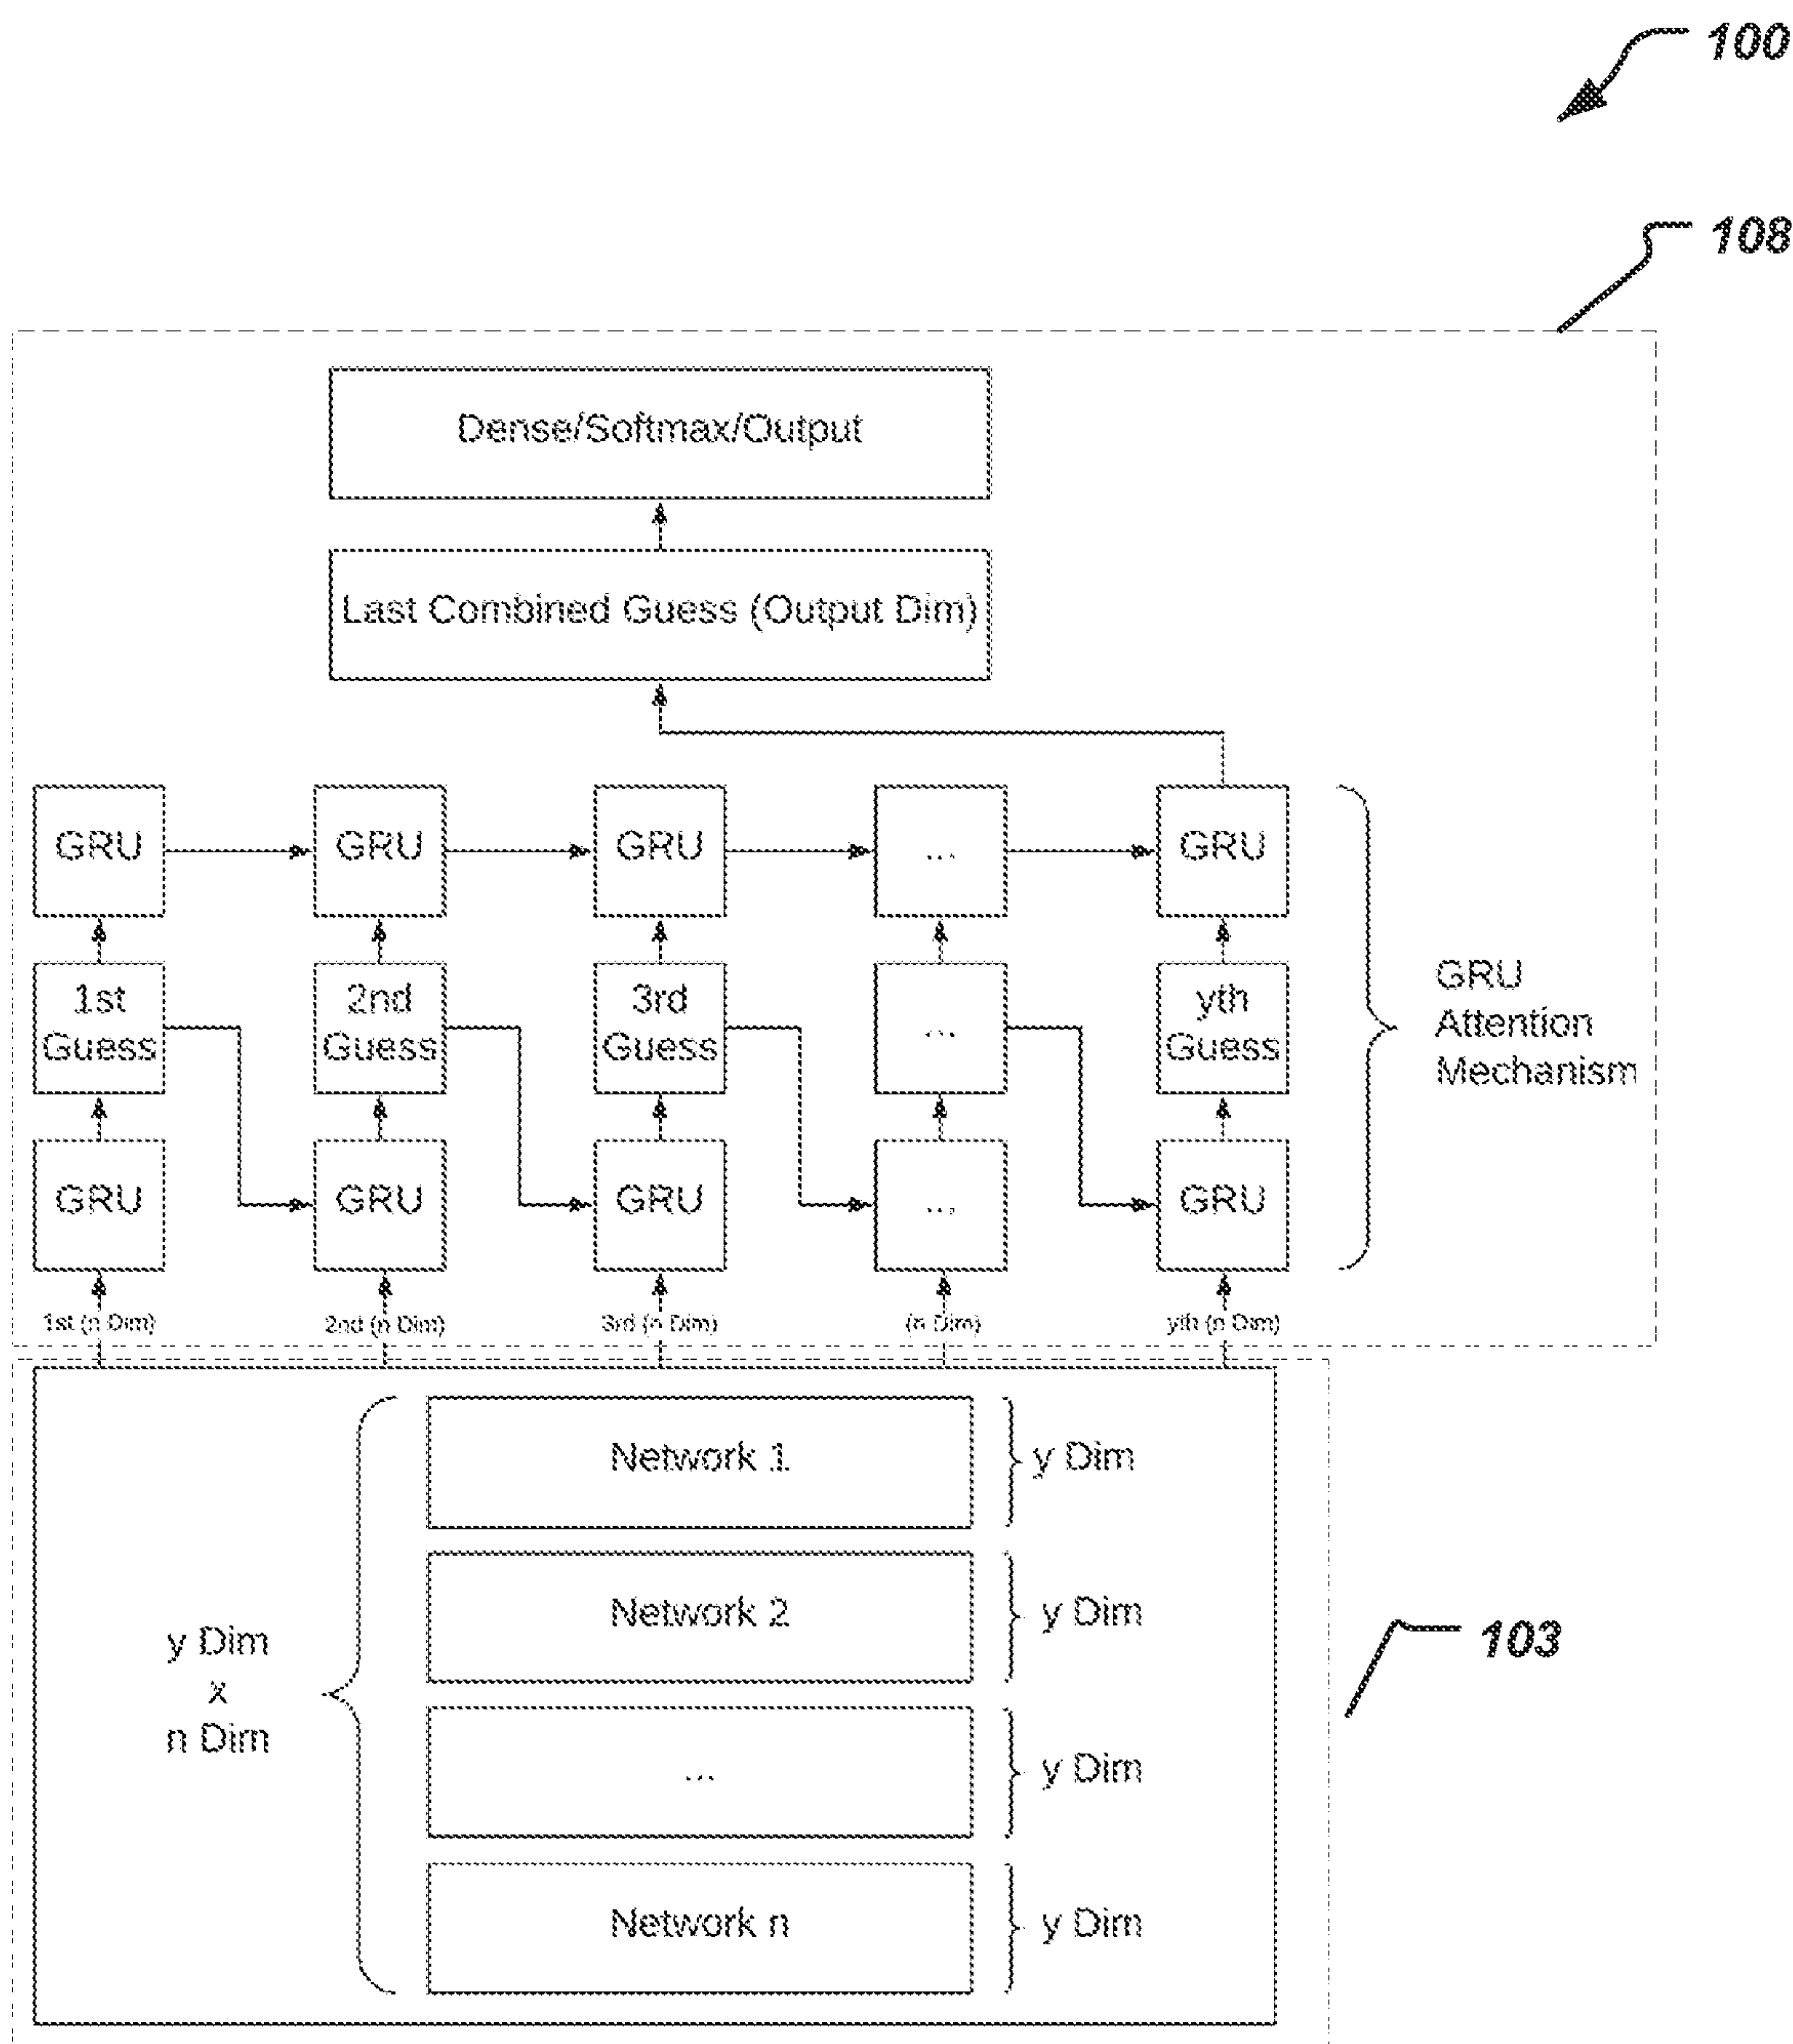 100
108
Dense/Softmax/Output
Last Combined Guess (Output Dim)
GRU
GRU
GRU
...
GRU
1st
Guess
2nd
Guess
3rd
Guess
...
yth
Guess
GRU
Attention
Mechanism
GRU
GRU
GRU
...
GRU
1st (n Dim)
2nd (n Dim)
3rd (n Dim)
(n Dim)
yth (n Dim)
Network 1
y Dim
Network 2
y Dim
y Dim
x
n Dim
103
...
y Dim
Network n
y Dim